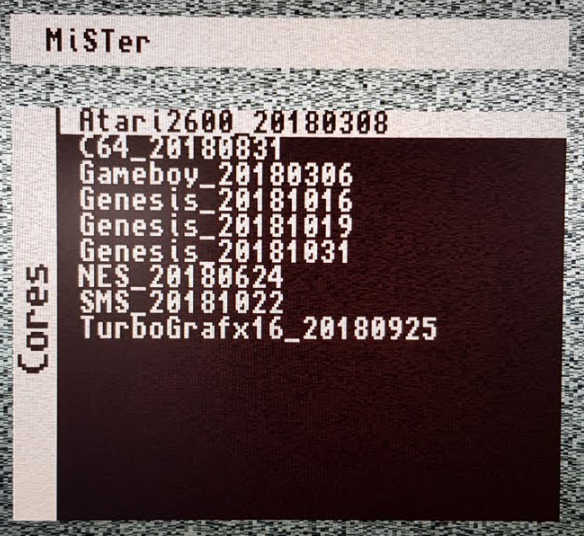 MiSTer
Atari2600_20180308
C64_20180831
Gameboy_20180306
Genesis_20181016
Genesis_20181019
Genesis_20181031
NES_20180624
SMS_20181022
TurboGrafx16_20180925
Cores